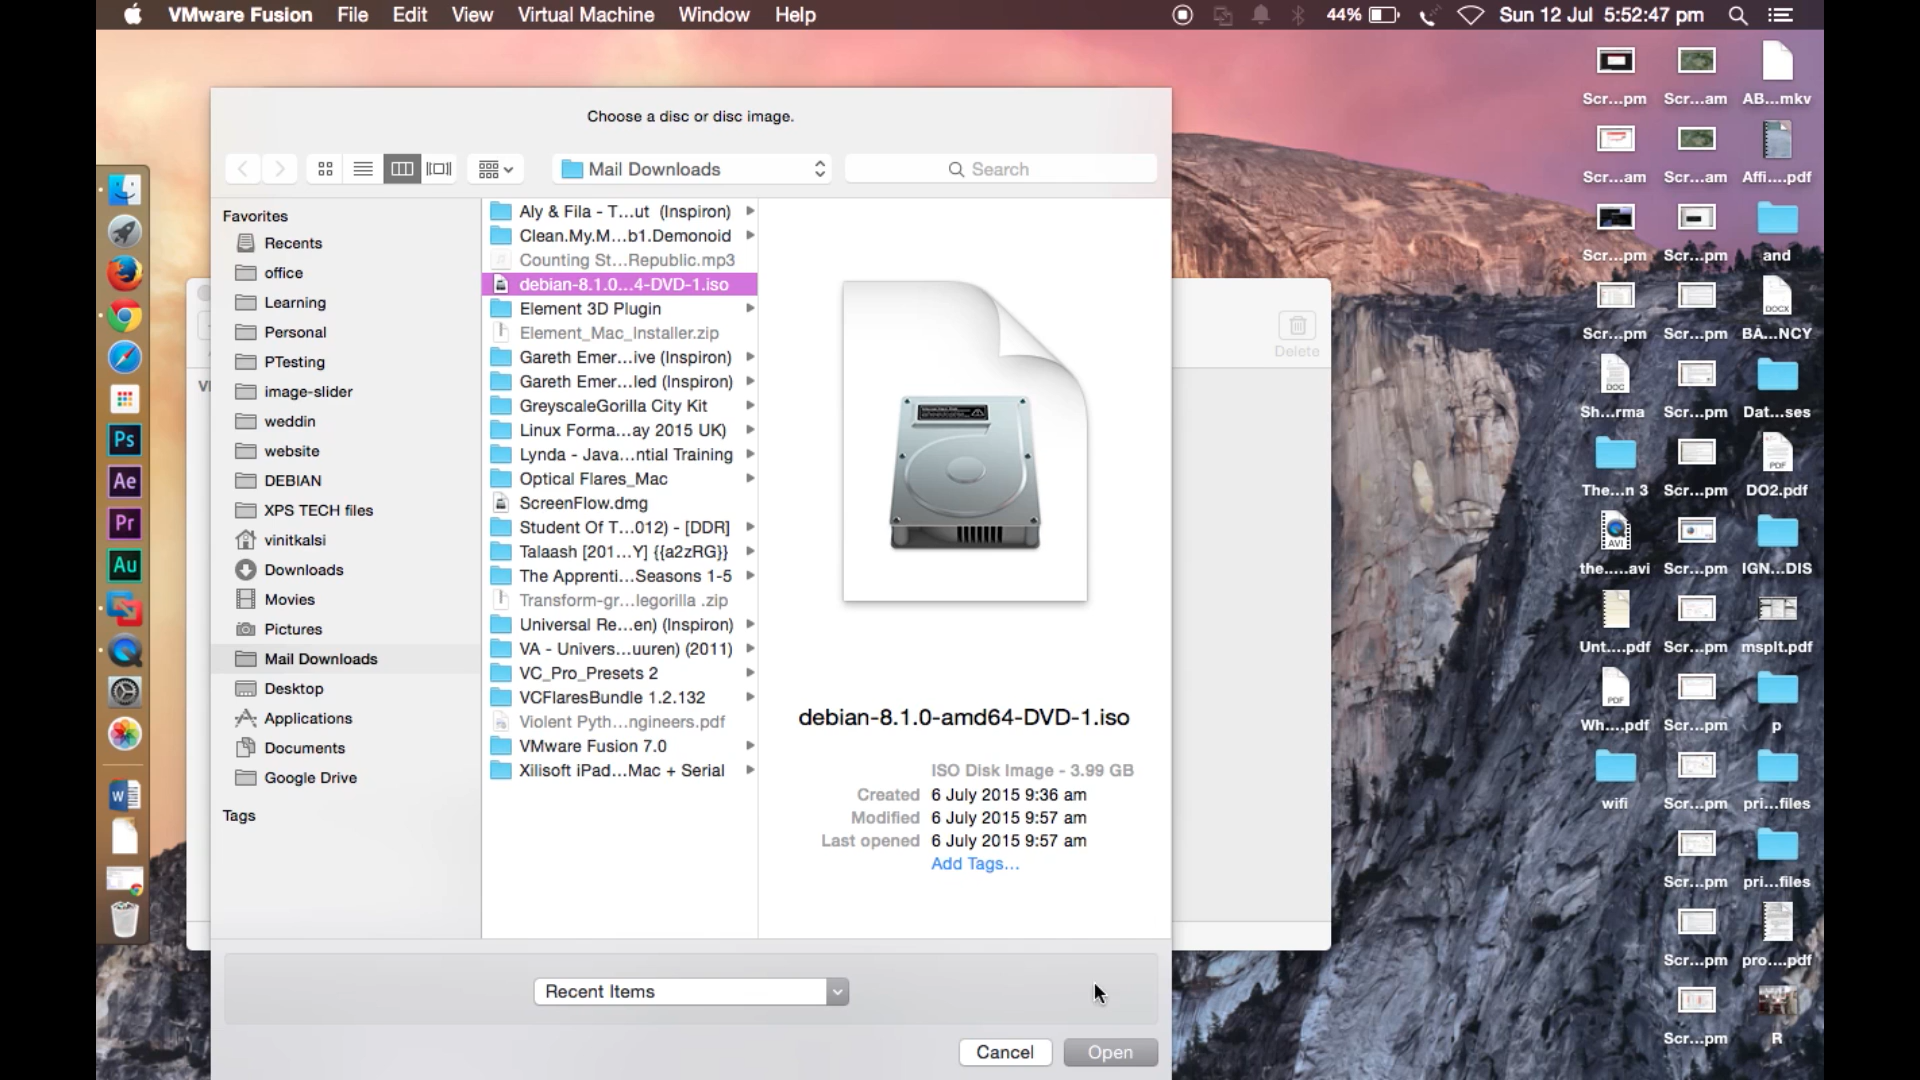 VMware Fusion File Edit View Virtual Machine Window Help 44% Sun 12 Jul 5:52:47 pm
Choose a disc or disc image.
Mail Downloads
Search
Favorites
Recents
office
Learning
Personal
PTesting
image-slider
weddin
website
DEBIAN
XPS TECH files
vinitkalsi
Downloads
Movies
Pictures
Mail Downloads
Desktop
Applications
Documents
Google Drive
Tags
Aly & Fila - T...ut (Inspiron)
Clean.My.M...b1.Demonoid
Counting St...Republic.mp3
debian-8.1.0...4-DVD-1.iso
Element 3D Plugin
Element_Mac_Installer.zip
Gareth Emer...ive (Inspiron)
Gareth Emer...led (Inspiron)
GreyscaleGorilla City Kit
Linux Forma...ay 2015 UK)
Lynda - Java...ntial Training
Optical Flares_Mac
ScreenFlow.dmg
Student Of T...012) - [DDR]
Talaash [201...Y] {{a2zRG}}
The Apprenti...Seasons 1-5
Transform-gr...legorilla .zip
Universal Re...en) (Inspiron)
VA - Univers...uuren) (2011)
VC_Pro_Presets 2
VCFlaresBundle 1.2.132
Violent Pyth...ngineers.pdf
VMware Fusion 7.0
Xilisoft iPad...Mac + Serial
debian-8.1.0-amd64-DVD-1.iso
ISO Disk Image - 3.99 GB
Created 6 July 2015 9:36 am
Modified 6 July 2015 9:57 am
Last opened 6 July 2015 9:57 am
Add Tags...
Recent Items
Cancel
Open
Delete
Ps
Ae
Pr
Au
W
Scr...pm Scr...am AB...mkv
Scr...am Scr...am Affi....pdf
Scr...pm Scr...pm and
DOCX
Scr...pm Scr...pm BA...NCY
DOC
Sh...rma Scr...pm Dat...ses
PDF
The...n 3 Scr...pm DO2.pdf
AVI
the.....avi Scr...pm IGN...DIS
Unt....pdf Scr...pm msplt.pdf
PDF
Wh....pdf Scr...pm p
wifi Scr...pm pri...files
Scr...pm pri...files
Scr...pm pro....pdf
Scr...pm R